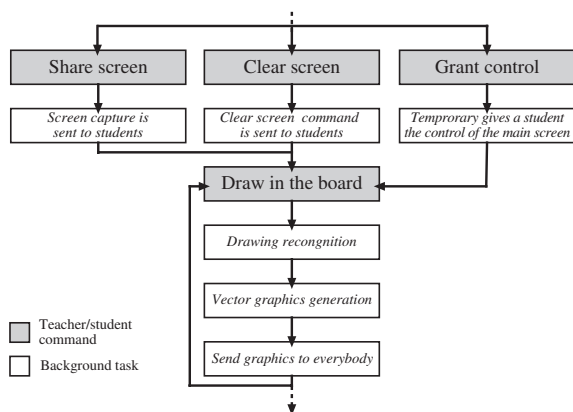 Share screen
Clear screen
Grant control
Screen capture is
sent to students
Clear screen command
is sent to students
Temprorary gives a student
the control of the main screen
Draw in the board
Drawing recongnition
Vector graphics generation
Send graphics to everybody
Teacher/student
command
Background task